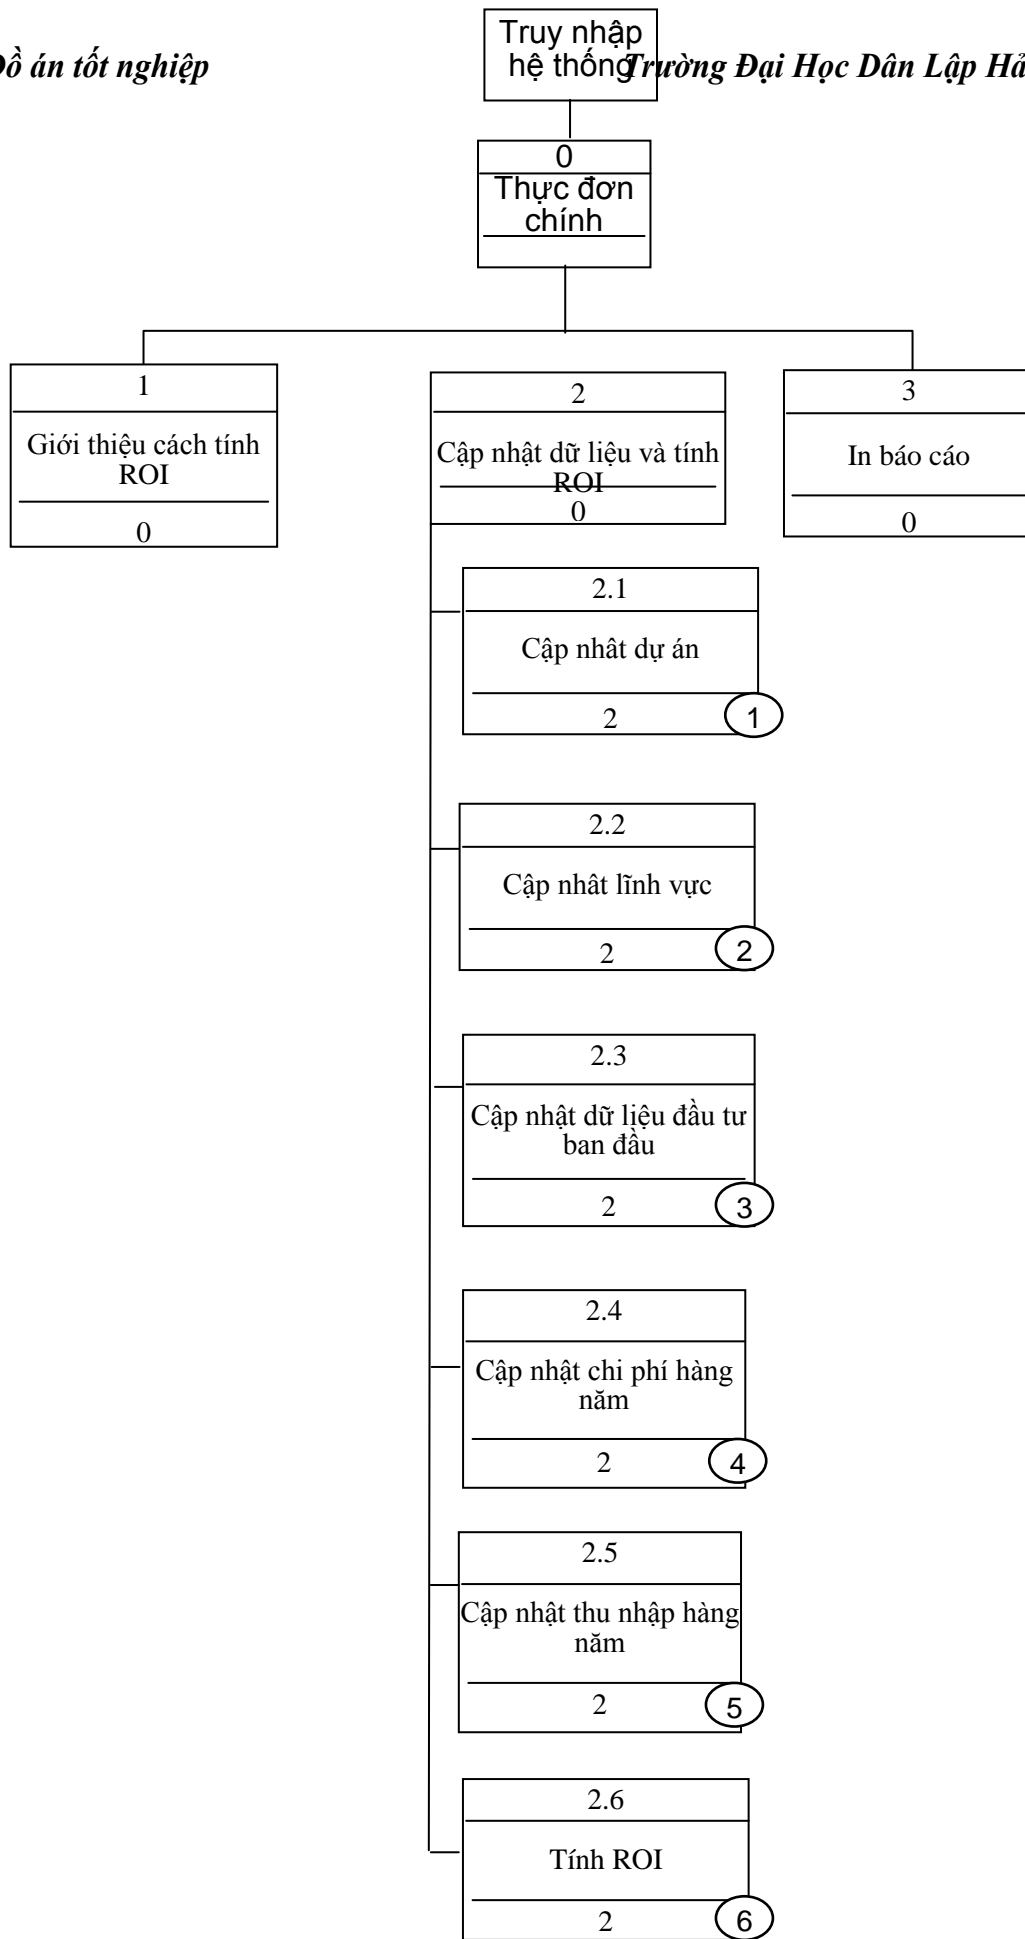 Đồ án tốt nghiệp
Trường Đại Học Dân Lập Hả
Truy nhập
hệ thống
0
Thực đơn
chính
1
Giới thiệu cách tính
ROI
0
2
Cập nhật dữ liệu và tính
ROI
0
3
In báo cáo
0
2.1
Cập nhât dự án
2
1
2.2
Cập nhât lĩnh vực
2
2
2.3
Cập nhật dữ liệu đầu tư
ban đầu
2
3
2.4
Cập nhật chi phí hàng
năm
2
4
2.5
Cập nhật thu nhập hàng
năm
2
5
2.6
Tính ROI
2
6